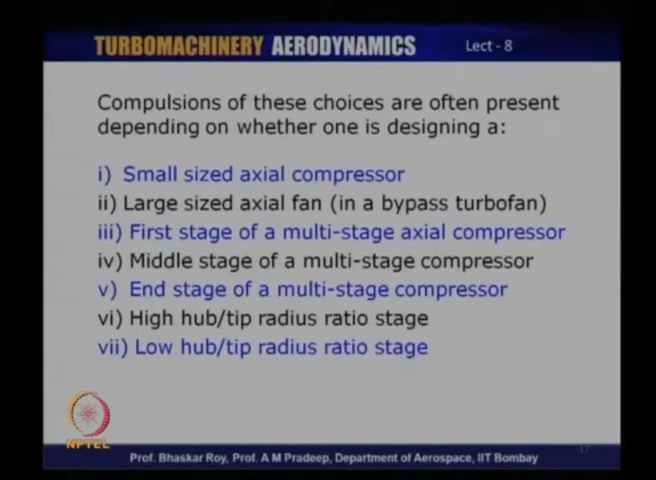 TURBOMACHINERY AERODYNAMICS Lect - 8
Compulsions of these choices are often present
depending on whether one is designing a:
i) Small sized axial compressor
ii) Large sized axial fan (in a bypass turbofan)
iii) First stage of a multi-stage axial compressor
iv) Middle stage of a multi-stage compressor
v) End stage of a multi-stage compressor
vi) High hub/tip radius ratio stage
vii) Low hub/tip radius ratio stage
NPTEL
Prof. Bhaskar Roy, Prof. A M Pradeep, Department of Aerospace, IIT Bombay